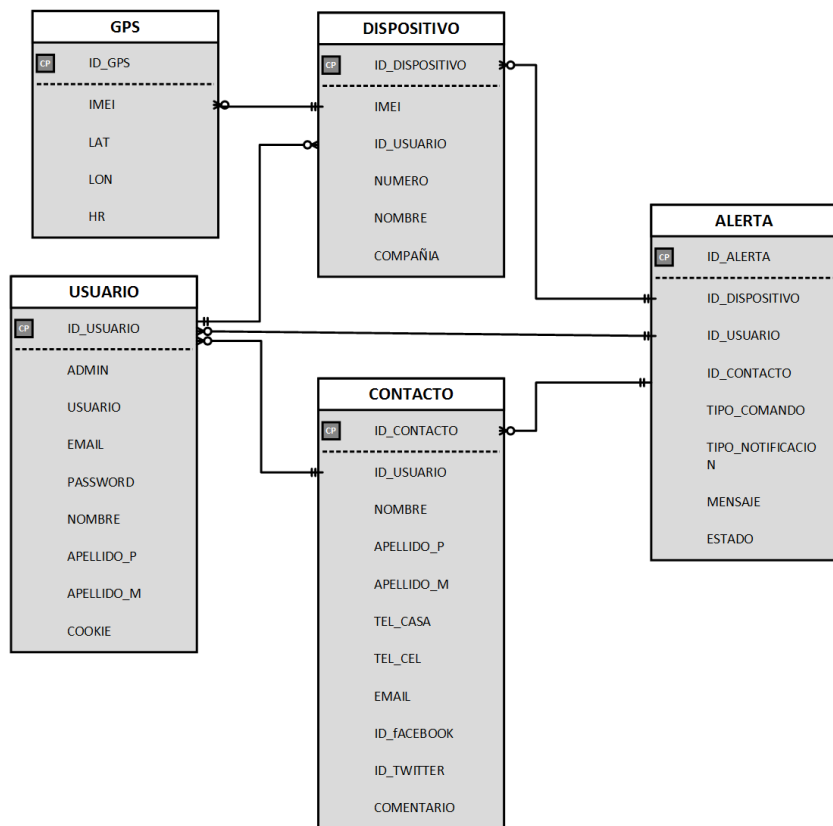 GPS
CP ID_GPS
IMEI
LAT
LON
HR
DISPOSITIVO
CP ID_DISPOSITIVO
IMEI
ID_USUARIO
NUMERO
NOMBRE
COMPAÑIA
ALERTA
CP ID_ALERTA
ID_DISPOSITIVO
ID_USUARIO
ID_CONTACTO
TIPO_COMANDO
TIPO_NOTIFICACIO
N
MENSAJE
ESTADO
USUARIO
CP ID_USUARIO
ADMIN
USUARIO
EMAIL
PASSWORD
NOMBRE
APELLIDO_P
APELLIDO_M
COOKIE
CONTACTO
CP ID_CONTACTO
ID_USUARIO
NOMBRE
APELLIDO_P
APELLIDO_M
TEL_CASA
TEL_CEL
EMAIL
ID_fACEBOOK
ID_TWITTER
COMENTARIO